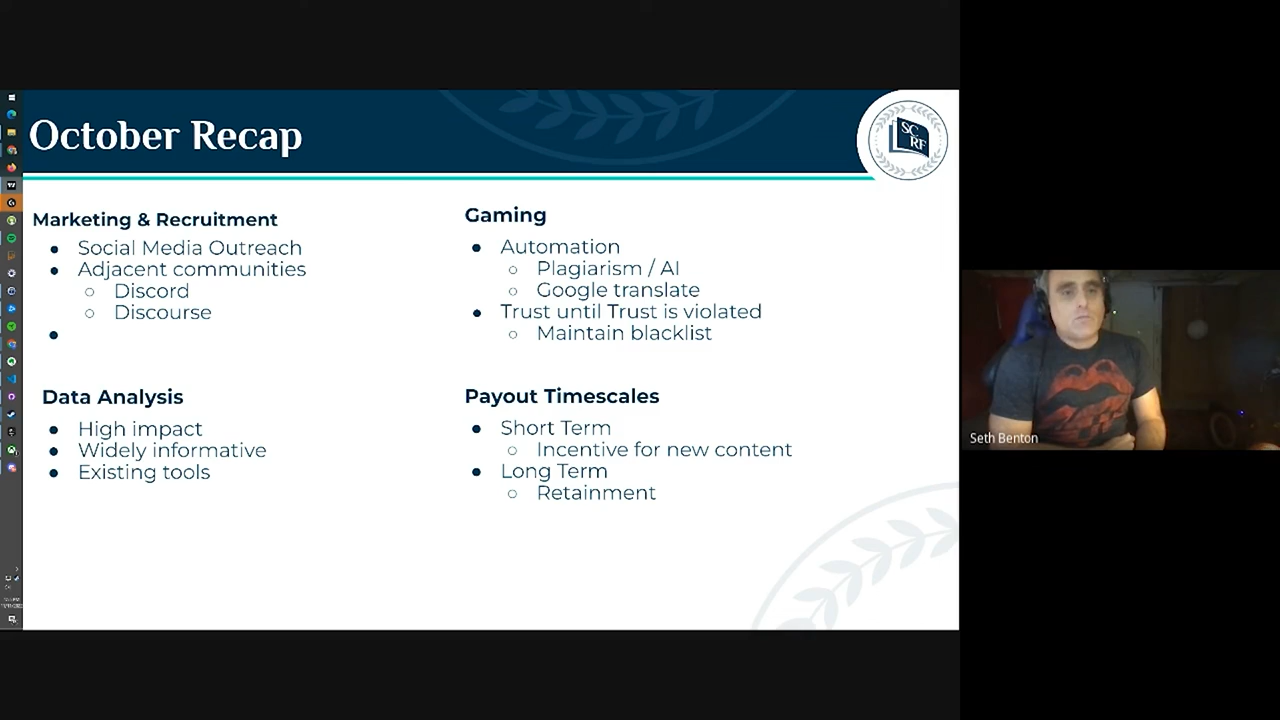 October Recap
SC
RF
Marketing & Recruitment
Social Media Outreach
Adjacent communities
Discord
Discourse
Gaming
Automation
Plagiarism / AI
Google translate
Trust until Trust is violated
Maintain blacklist
Data Analysis
High impact
Widely informative
Existing tools
Payout Timescales
Short Term
Incentive for new content
Long Term
Retainment
Seth Benton